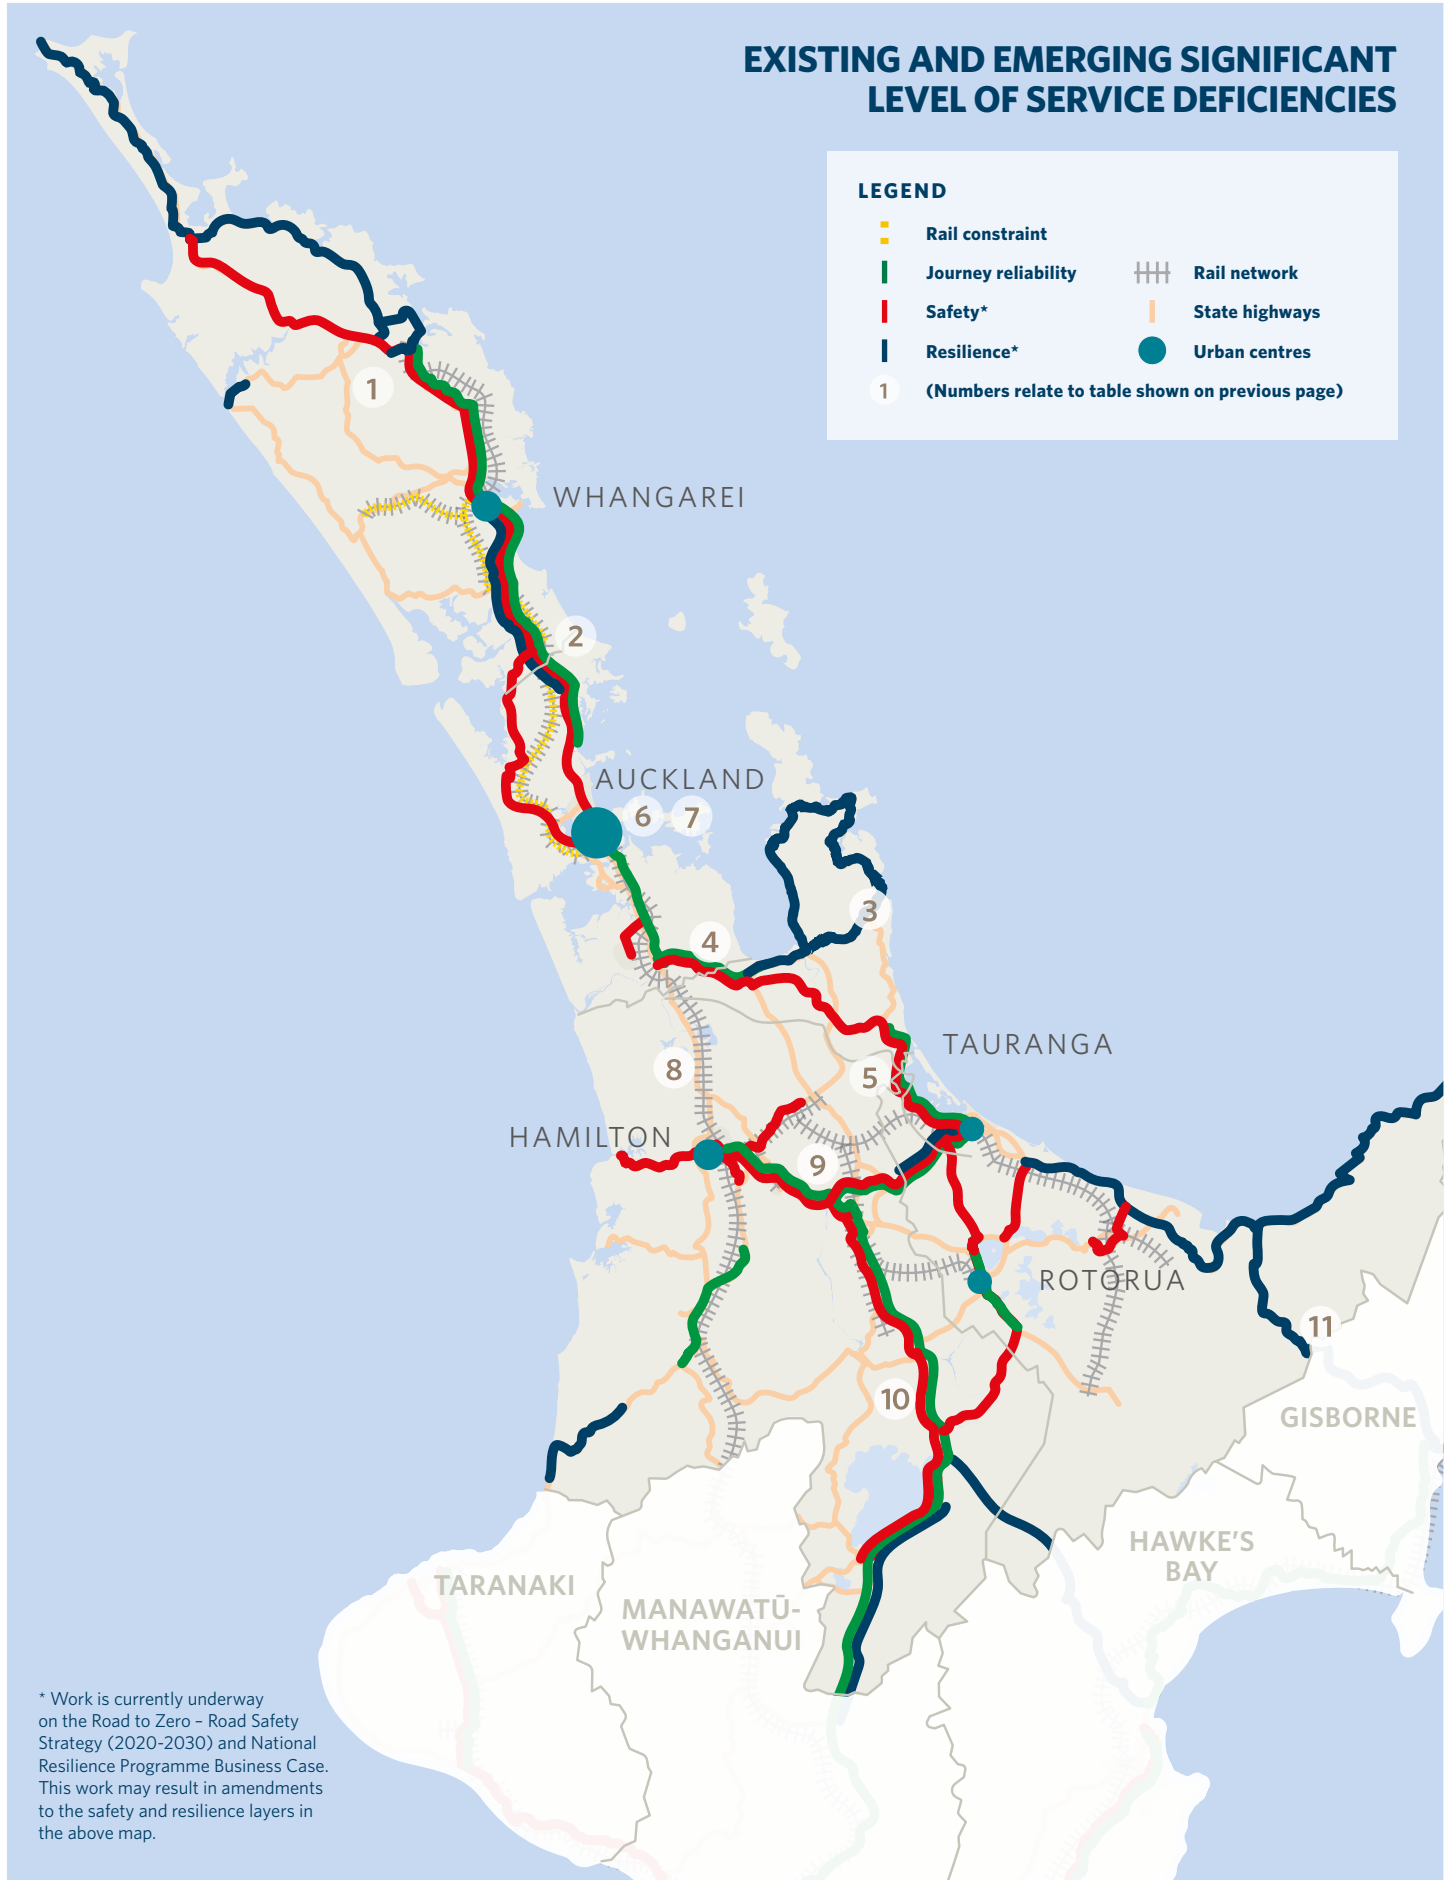 EXISTING AND EMERGING SIGNIFICANT
LEVEL OF SERVICE DEFICIENCIES
LEGEND
Rail constraint
Journey reliability
Rail network
Safety*
State highways
Resilience*
Urban centres
1 (Numbers relate to table shown on previous page)
1
WHANGAREI
2
AUCKLAND
6 7
3
4
TAURANGA
8
5
HAMILTON
9
ROTORUA
11
10
GISBORNE
HAWKE'S
BAY
TARANAKI
MANAWATŪ-
WHANGANUI
* Work is currently underway
on the Road to Zero – Road Safety
Strategy (2020-2030) and National
Resilience Programme Business Case.
This work may result in amendments
to the safety and resilience layers in
the above map.